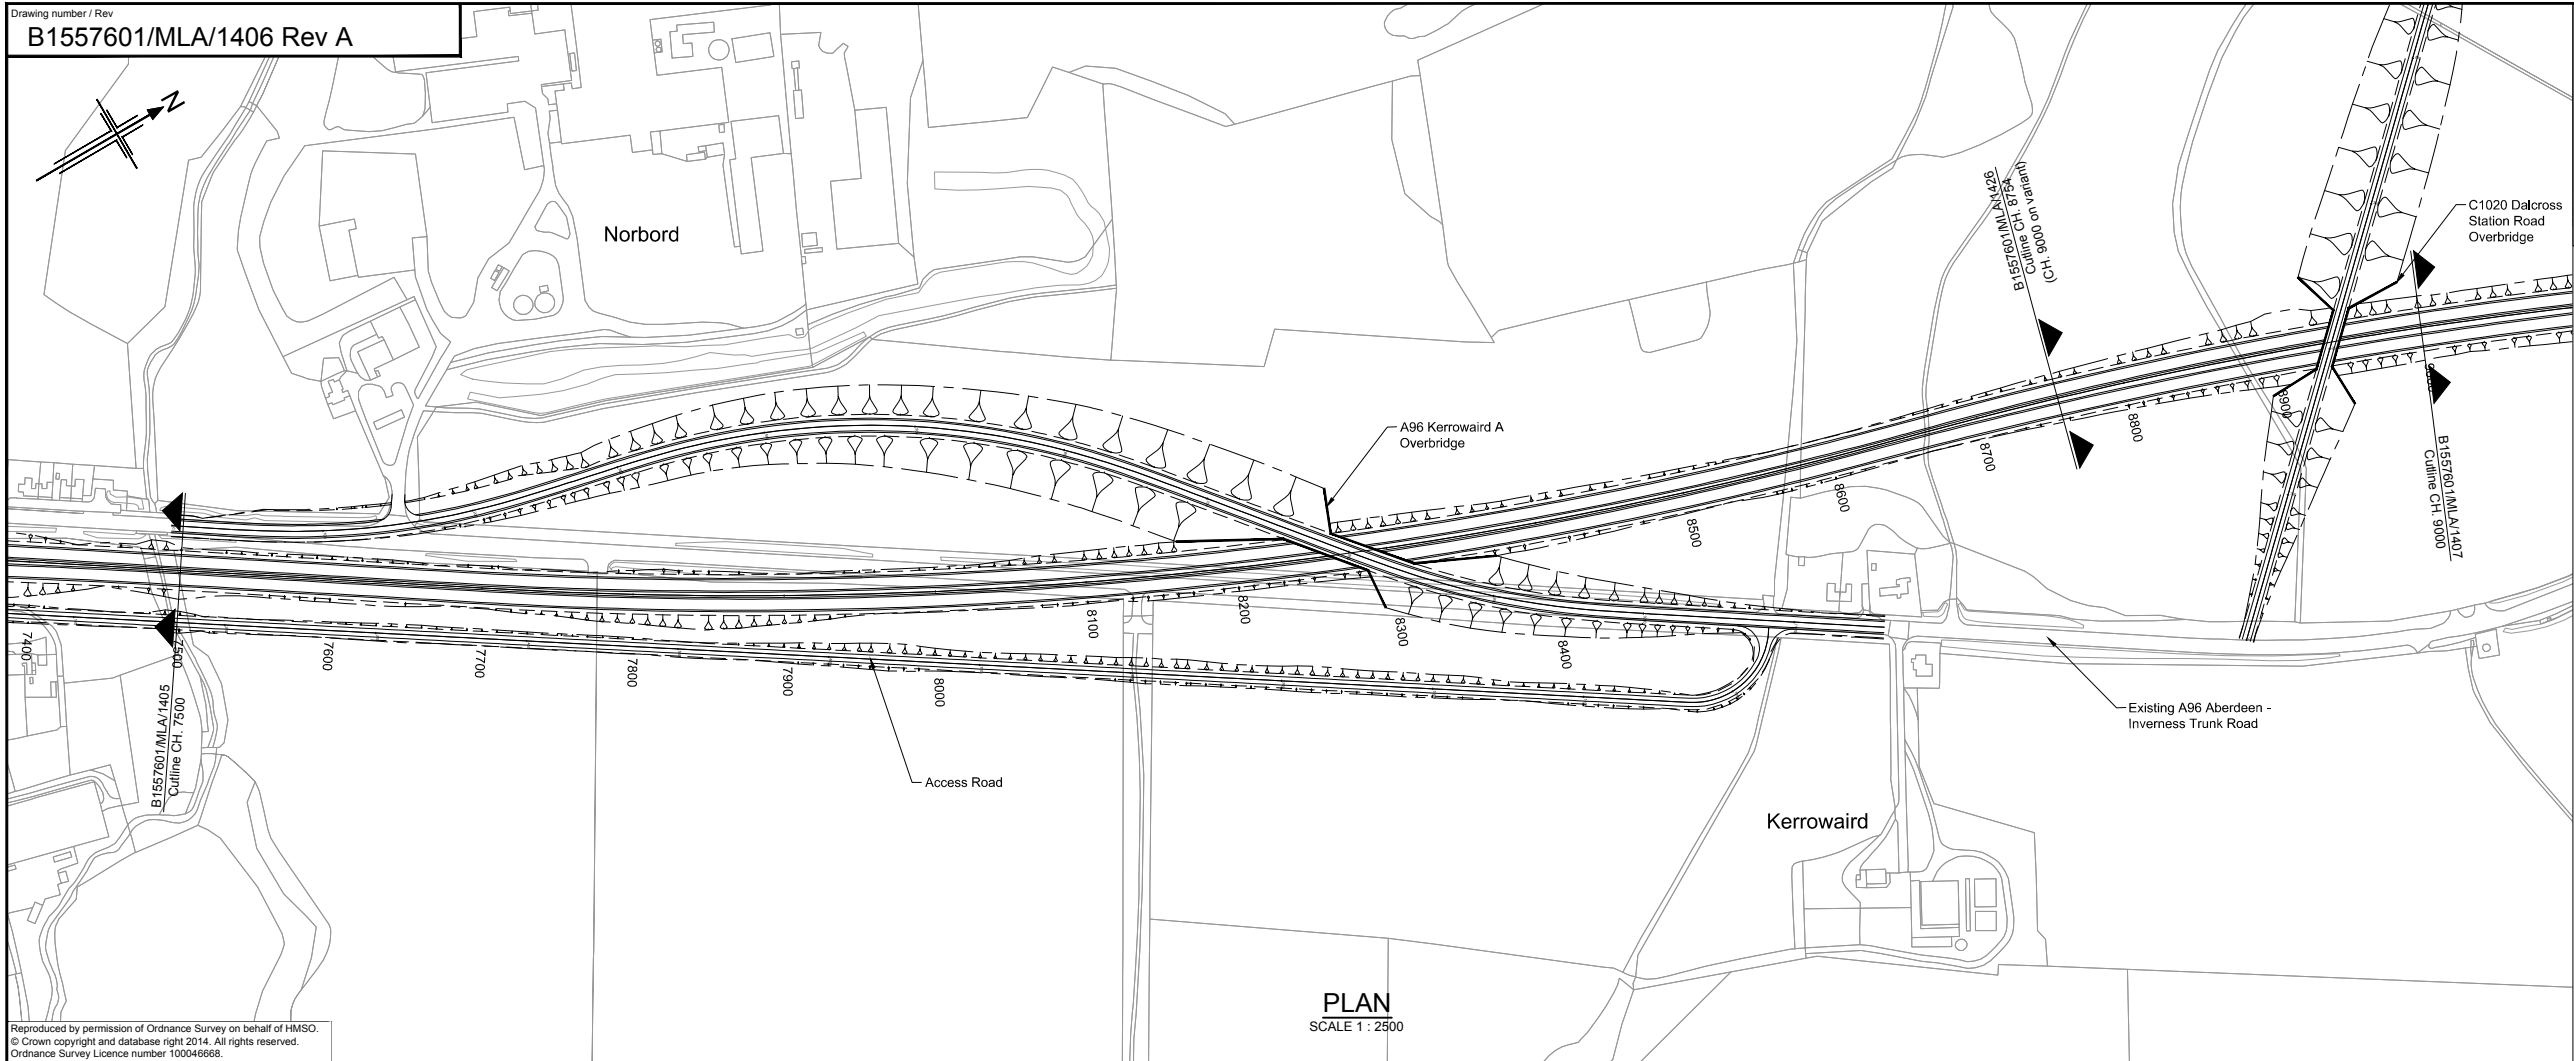 Drawing number / Rev
B1557601/MLA/1406 Rev A
N
Norbord
B1557601/MLA/1426
Cutline CH. 8754
(CH. 9000 on variant)
C1020 Dalcross
Station Road
Overbridge
A96 Kerrowaird A
Overbridge
B1557601/MLA/1407
Cutline CH. 9000
7400
7500
7600
7700
7800
7900
8000
8100
8200
8300
8400
8500
8600
8700
8800
8900
B1557601/MLA/1405
Cutline CH. 7500
Access Road
Existing A96 Aberdeen -
Inverness Trunk Road
Kerrowaird
PLAN
SCALE 1 : 2500
Reproduced by permission of Ordnance Survey on behalf of HMSO.
© Crown copyright and database right 2014. All rights reserved.
Ordnance Survey Licence number 100046668.